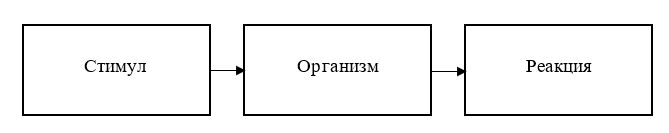 Стимул
Организм
Реакция